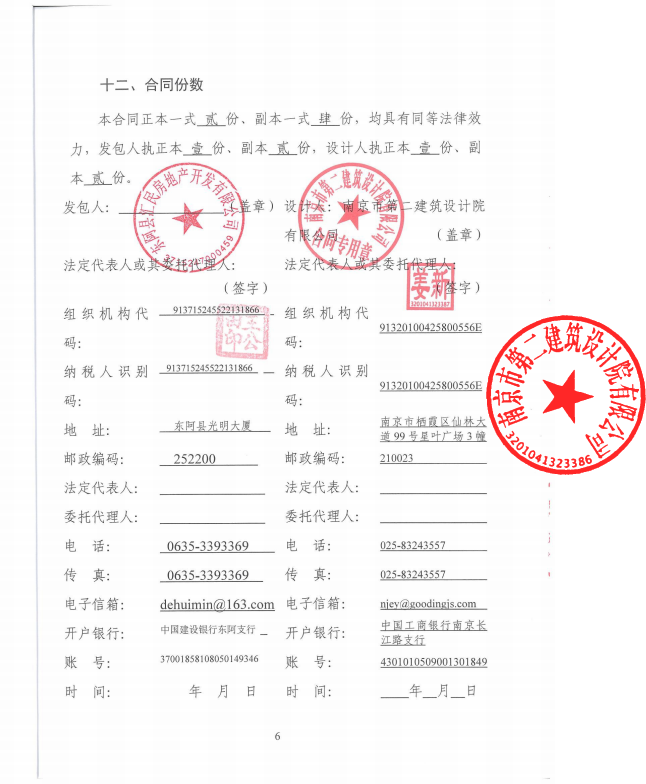 十二、合同份数
本合同正本一式 贰 份、副本一式 肆 份，均具有同等法律效
力，发包人执正本 壹 份、副本 贰 份，设计人执正本 壹 份、副
本 贰 份。
发包人： （盖章） 设计人：南京市第二建筑设计院
有限公司 （盖章）
东阿县汇民房地产开发有限公司
南京市第二建筑设计院有限公司
合同专用章
法定代表人或其委托代理人： 法定代表人或其委托代理人：
（签字） （签字）
姜新
3201041323387
组织机构代 913715245522131866 组织机构代
码： 码： 91320100425800556E
纳税人识别 913715245522131866 纳税人识别
码： 码： 91320100425800556E
南京市第二建筑设计院有限公司
3201041323386
地 址： 东阿县光明大厦 地 址： 南京市栖霞区仙林大
道 99 号星叶广场 3 幢
邮政编码： 252200 邮政编码： 210023
法定代表人： 法定代表人：
委托代理人： 委托代理人：
电 话： 0635-3393369 电 话： 025-83243557
传 真： 0635-3393369 传 真： 025-83243557
电子信箱： dehuimin@163.com 电子信箱： njey@goodingjs.com
开户银行： 中国建设银行东阿支行 开户银行： 中国工商银行南京长
江路支行
账 号： 37001858108050149346 账 号： 4301010509001301849
时 间： 年 月 日 时 间： 年 月 日
6